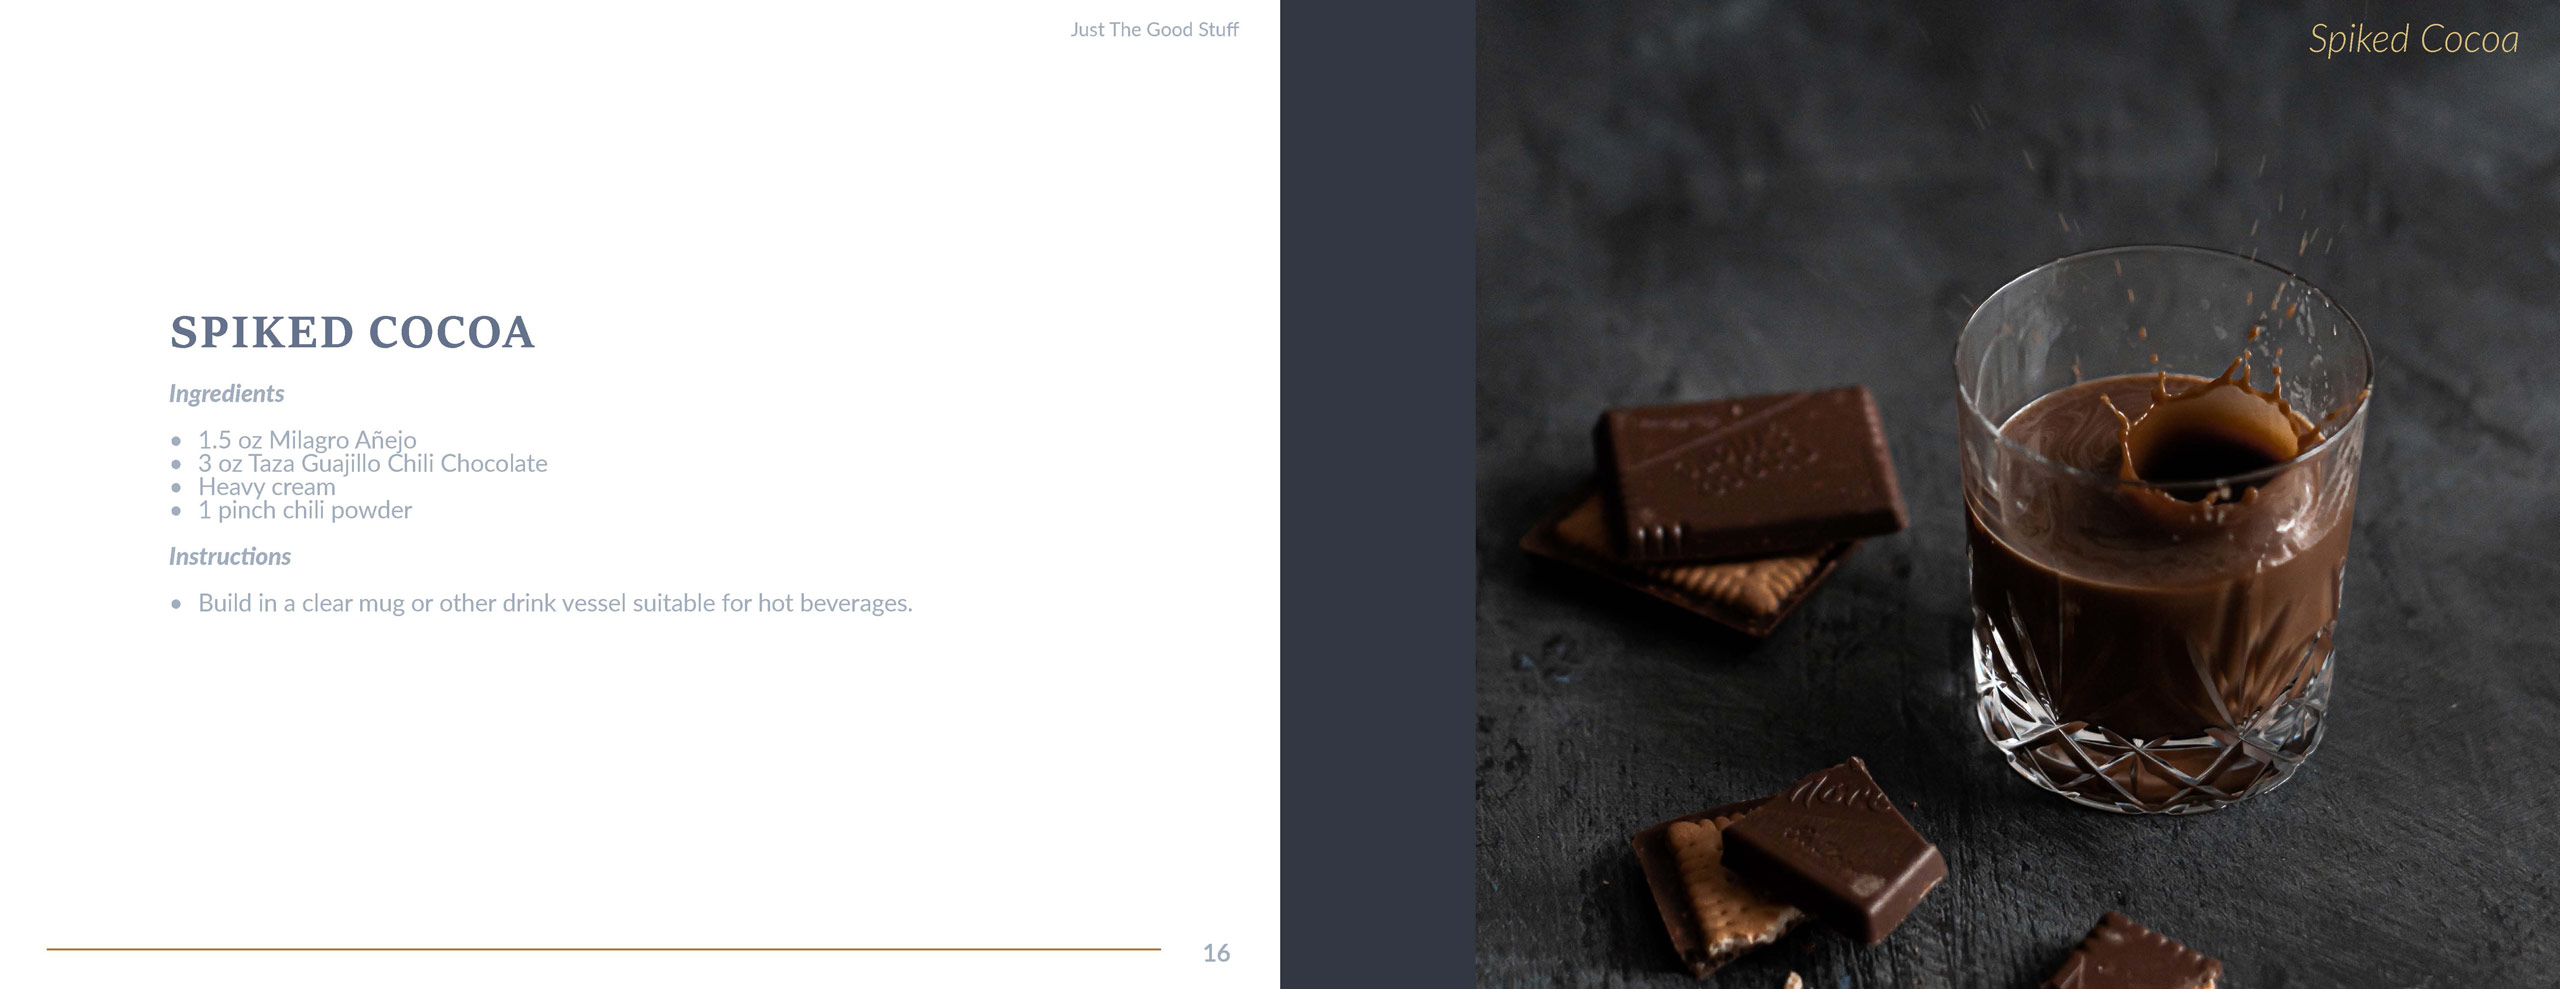 Just The Good Stuff
SPIKED COCOA
Ingredients
• 1.5 oz Milagro Añejo
• 3 oz Taza Guajillo Chili Chocolate
• Heavy cream
• 1 pinch chili powder
Instructions
• Build in a clear mug or other drink vessel suitable for hot beverages.
16
Spiked Cocoa